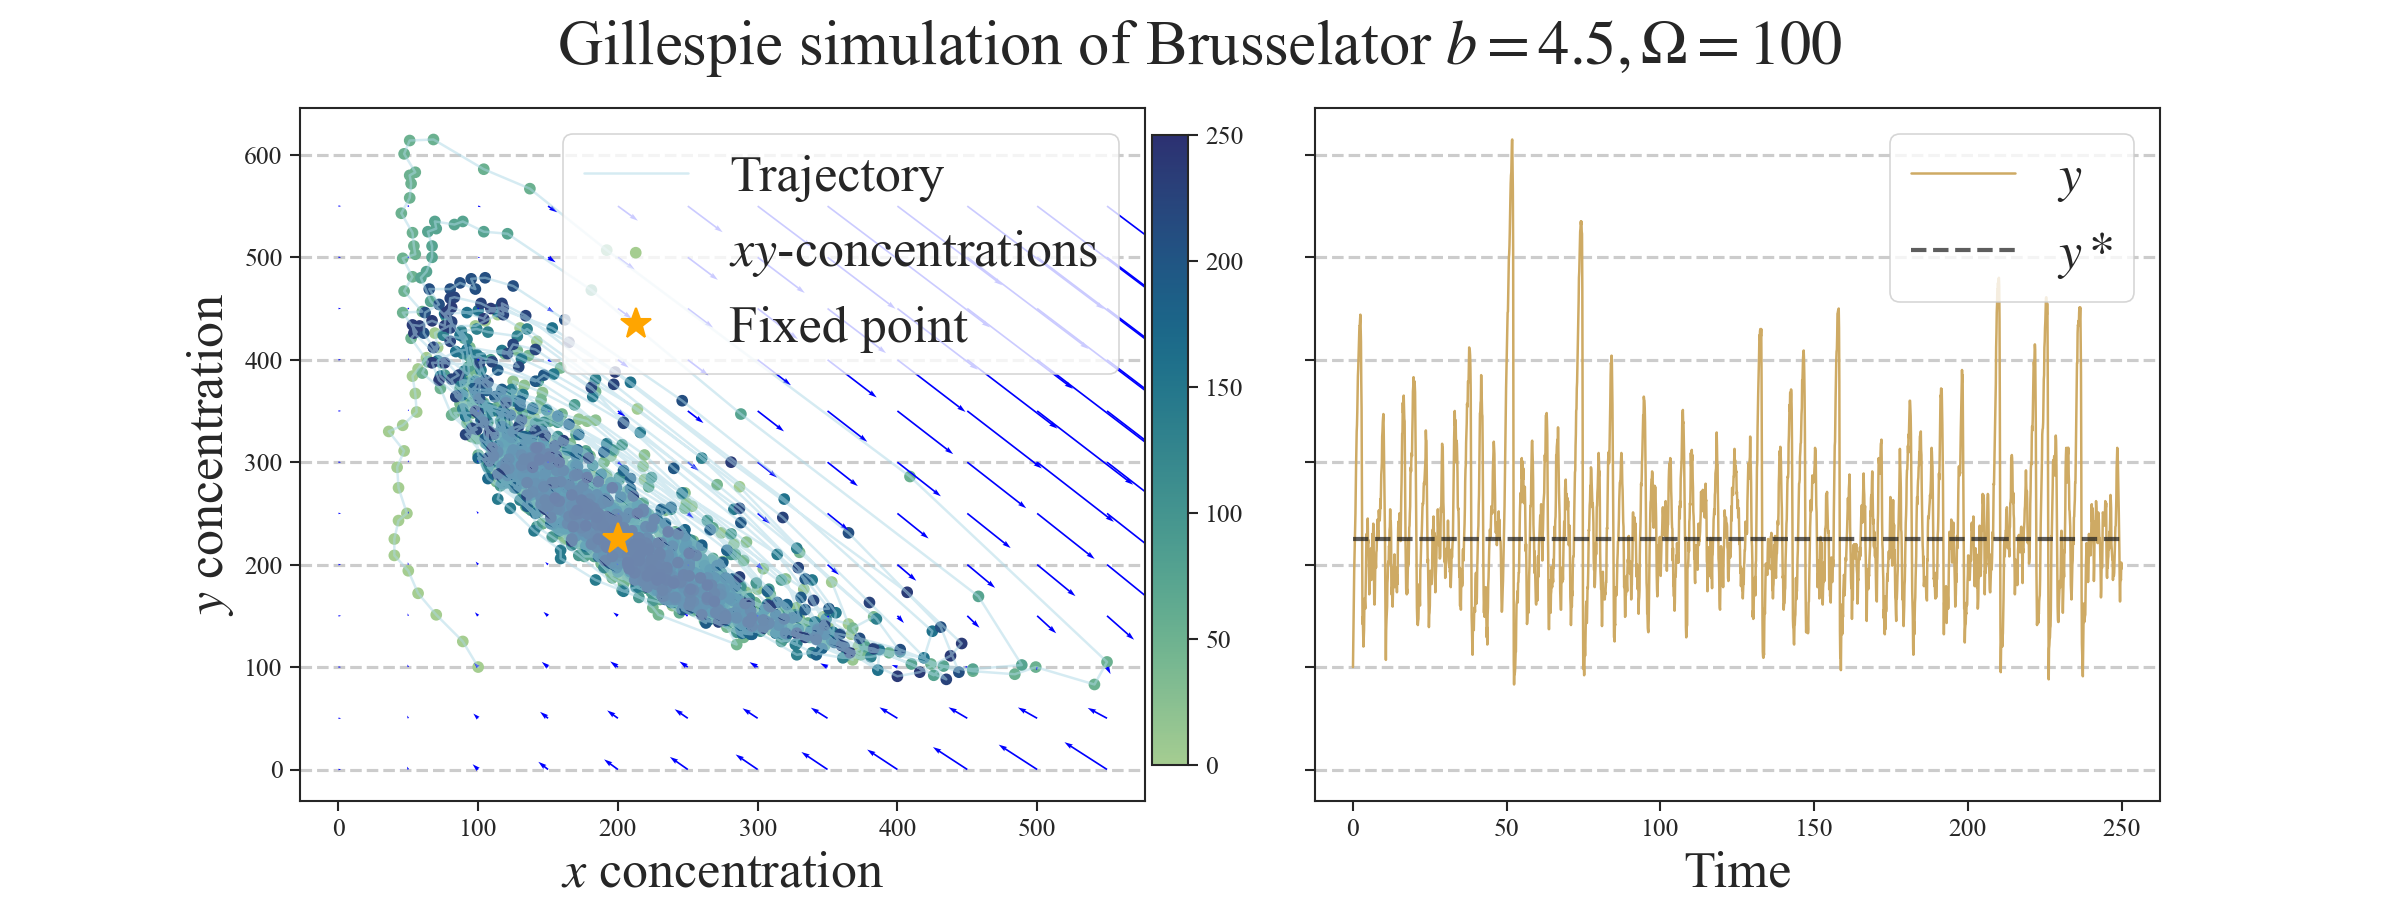 Gillespie simulation of Brusselator b = 4.5, Ω = 100
y concentration
600
500
400
300
200
100
0
0 100 200 300 400 500
x concentration
Trajectory
xy-concentrations
Fixed point
250
200
150
100
50
0
y
y*
0 50 100 150 200 250
Time